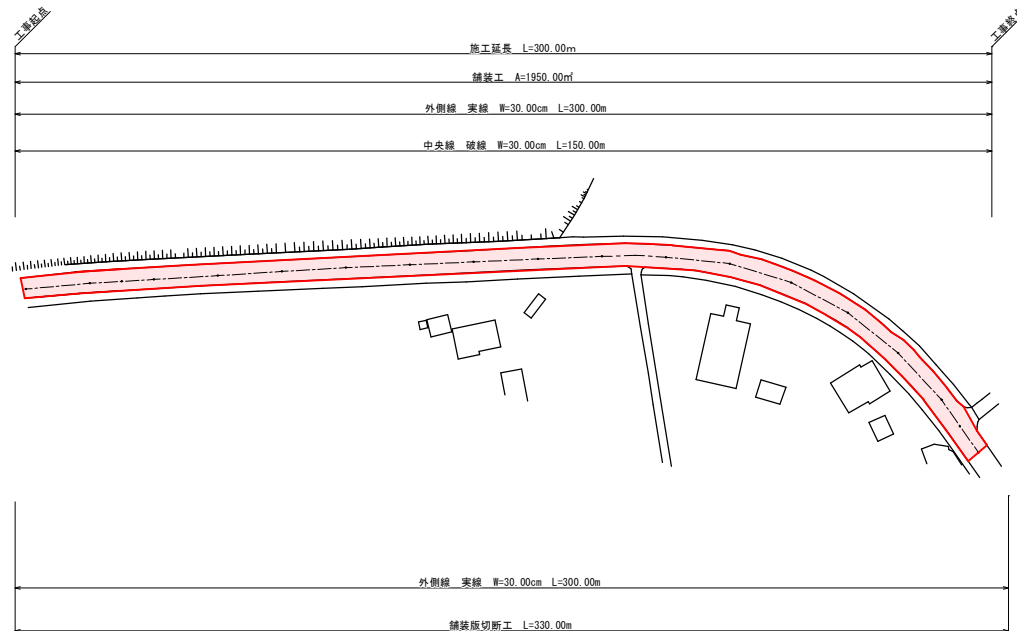 工事起点
工事終点
施工延長 L=300.00m
舗装工 A=1950.00㎡
外側線 実線 W=30.00cm L=300.00m
中央線 破線 W=30.00cm L=150.00m
外側線 実線 W=30.00cm L=300.00m
舗装版切断工 L=330.00m